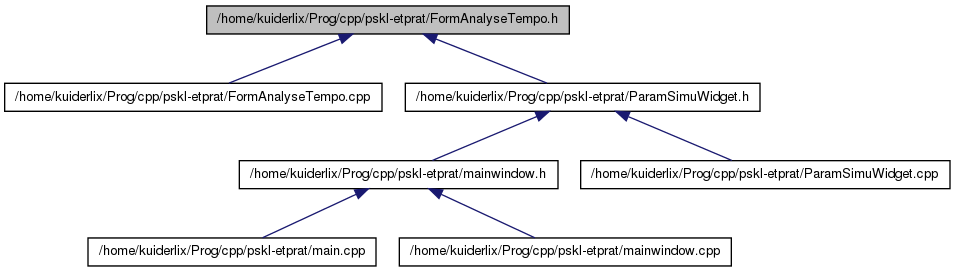 /home/kuiderlix/Prog/cpp/pskl-etprat/FormAnalyseTempo.h
/home/kuiderlix/Prog/cpp/pskl-etprat/FormAnalyseTempo.cpp
/home/kuiderlix/Prog/cpp/pskl-etprat/ParamSimuWidget.h
/home/kuiderlix/Prog/cpp/pskl-etprat/mainwindow.h
/home/kuiderlix/Prog/cpp/pskl-etprat/ParamSimuWidget.cpp
/home/kuiderlix/Prog/cpp/pskl-etprat/main.cpp
/home/kuiderlix/Prog/cpp/pskl-etprat/mainwindow.cpp